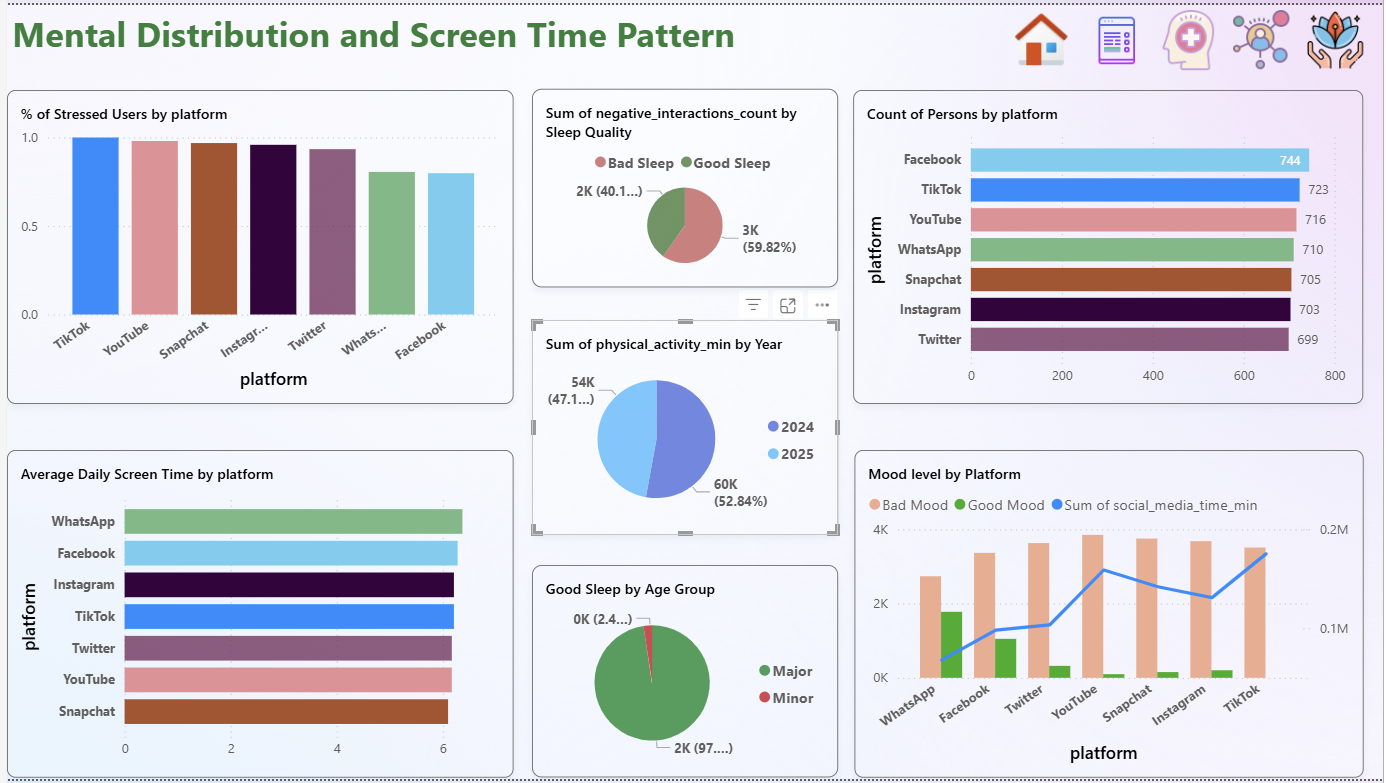 Mental Distribution and Screen Time Pattern
% of Stressed Users by platform
1.0
0.5
0.0
TikTok
YouTube
Snapchat
Instagr...
Twitter
Whats...
Facebook
platform
Sum of negative_interactions_count by
Sleep Quality
Bad Sleep Good Sleep
2K (40.1...)
3K
(59.82%)
Count of Persons by platform
platform
Facebook 744
TikTok 723
YouTube 716
WhatsApp 710
Snapchat 705
Instagram 703
Twitter 699
0 200 400 600 800
Sum of physical_activity_min by Year
54K
(47.1...)
2024
2025
60K
(52.84%)
Average Daily Screen Time by platform
platform
WhatsApp
Facebook
Instagram
TikTok
Twitter
YouTube
Snapchat
0 2 4 6
Good Sleep by Age Group
0K (2.4...)
Major
Minor
2K (97....)
Mood level by Platform
Bad Mood Good Mood Sum of social_media_time_min
4K
2K
0K
0.2M
0.1M
WhatsApp
Facebook
Twitter
YouTube
Snapchat
Instagram
TikTok
platform